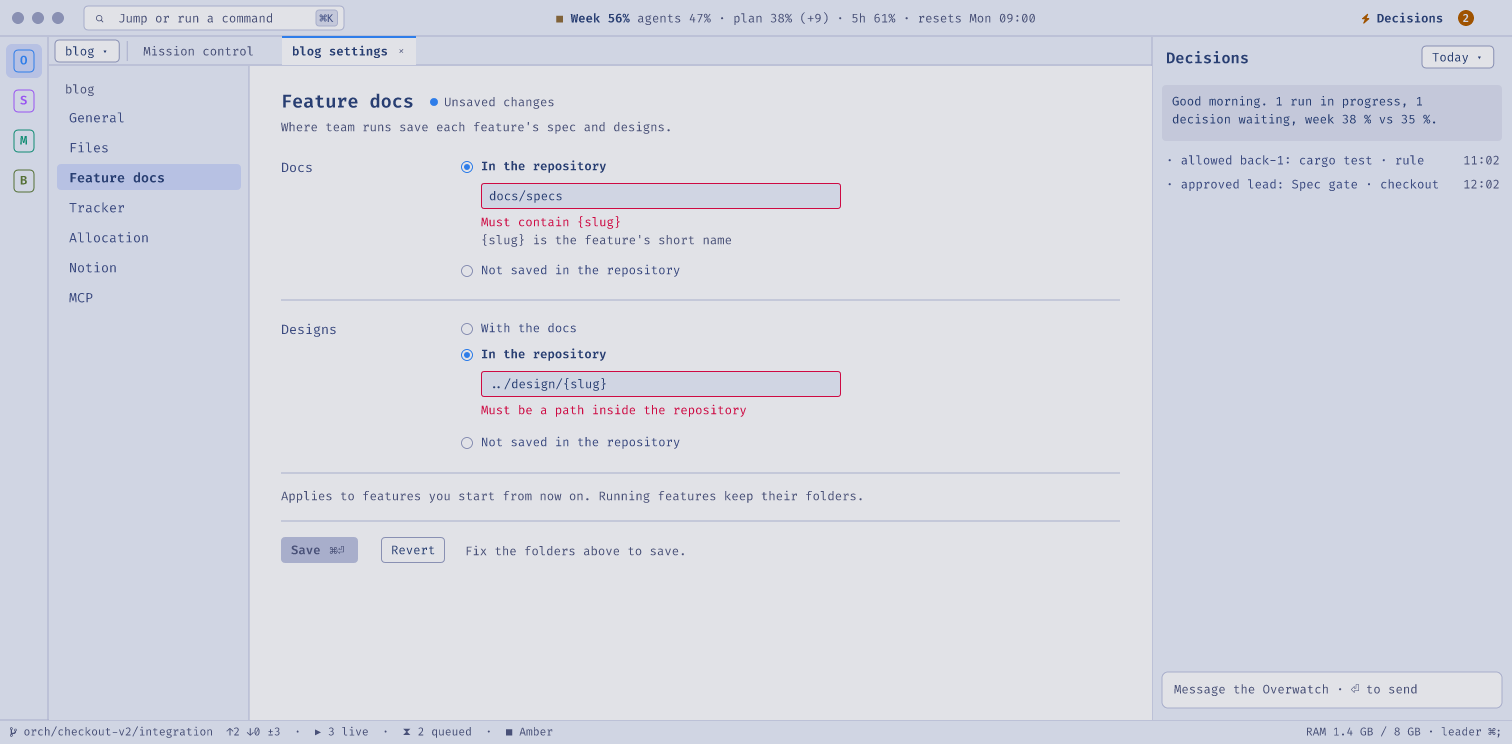 Jump or run a command ⌘K
■ Week 56% agents 47% · plan 38% (+9) · 5h 61% · resets Mon 09:00
Decisions 2
O
S
M
B
blog
Mission control
blog settings ×
blog
General
Files
Feature docs
Tracker
Allocation
Notion
MCP
Feature docs ● Unsaved changes
Where team runs save each feature's spec and designs.
Docs
In the repository
docs/specs
Must contain {slug}
{slug} is the feature's short name
Not saved in the repository
Designs
With the docs
In the repository
../design/{slug}
Must be a path inside the repository
Not saved in the repository
Applies to features you start from now on. Running features keep their folders.
Save ⌘⏎
Revert
Fix the folders above to save.
Decisions
Today
Good morning. 1 run in progress, 1
decision waiting, week 38 % vs 35 %.
· allowed back-1: cargo test · rule 11:02
· approved lead: Spec gate · checkout 12:02
Message the Overwatch · ⏎ to send
orch/checkout-v2/integration ↑2 ↓0 ±3 · ▶ 3 live · ⧗ 2 queued · ■ Amber
RAM 1.4 GB / 8 GB · leader ⌘;